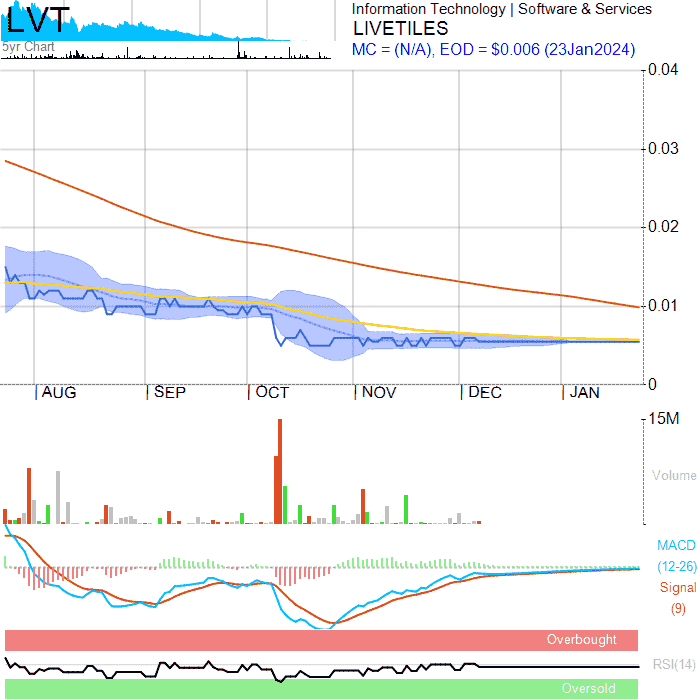 LVT
5yr Chart
Information Technology | Software & Services
LIVETILES
MC = (N/A), EOD = $0.006 (23Jan2024)
0.04
0.03
0.02
0.01
0
AUG SEP OCT NOV DEC JAN
15M
Volume
MACD
(12-26)
Signal
(9)
Overbought
RSI(14)
Oversold